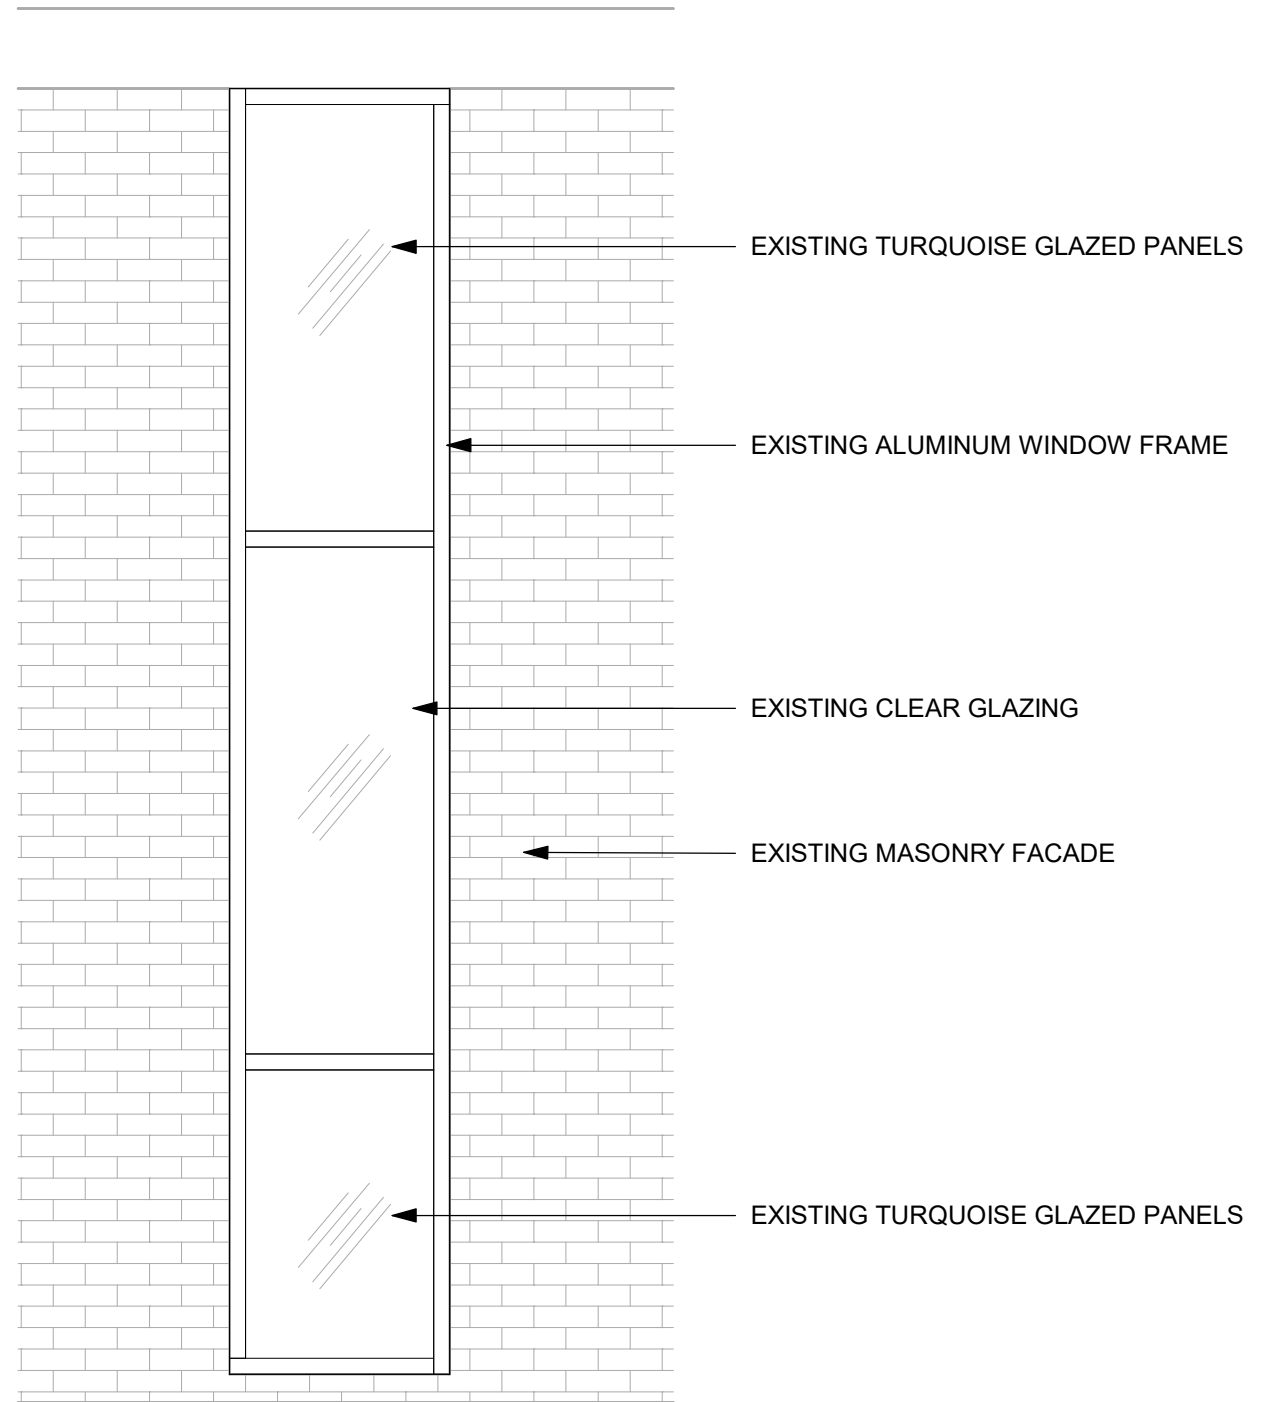 EXISTING TURQUOISE GLAZED PANELS
EXISTING ALUMINUM WINDOW FRAME
EXISTING CLEAR GLAZING
EXISTING MASONRY FACADE
EXISTING TURQUOISE GLAZED PANELS